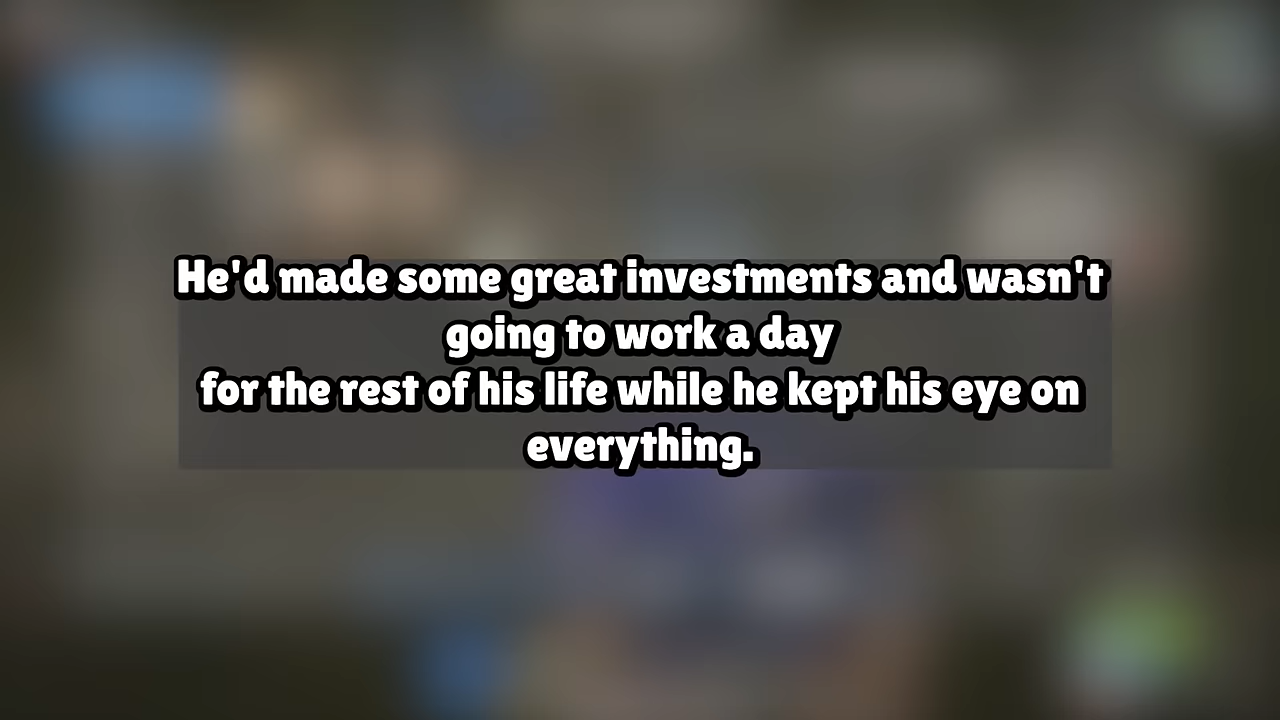 He'd made some great investments and wasn't
going to work a day
for the rest of his life while he kept his eye on
everything.